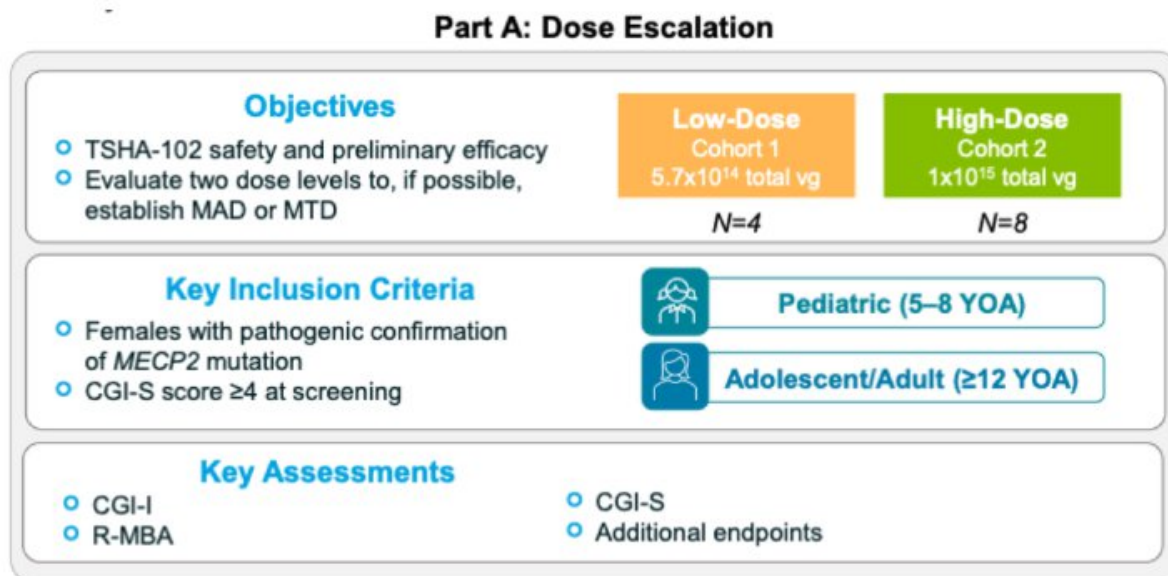 Part A: Dose Escalation
Objectives
TSHA-102 safety and preliminary efficacy
Evaluate two dose levels to, if possible,
establish MAD or MTD
Low-Dose
Cohort 1
5.7x10¹⁴ total vg
N=4
High-Dose
Cohort 2
1x10¹⁵ total vg
N=8
Key Inclusion Criteria
Females with pathogenic confirmation
of MECP2 mutation
CGI-S score ≥4 at screening
Pediatric (5–8 YOA)
Adolescent/Adult (≥12 YOA)
Key Assessments
CGI-I
R-MBA
CGI-S
Additional endpoints